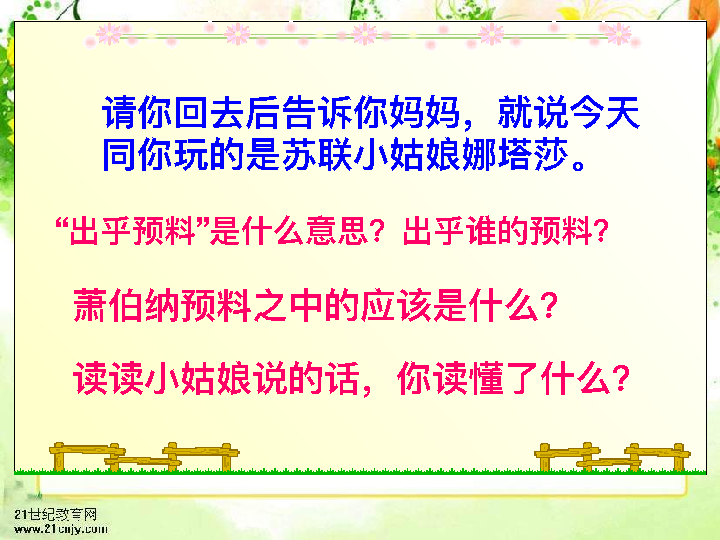 请你回去后告诉你妈妈，就说今天
同你玩的是苏联小姑娘娜塔莎。
“出乎预料”是什么意思？出乎谁的预料？
萧伯纳预料之中的应该是什么？
读读小姑娘说的话，你读懂了什么？
21世纪教育网
www.21cnjy.com